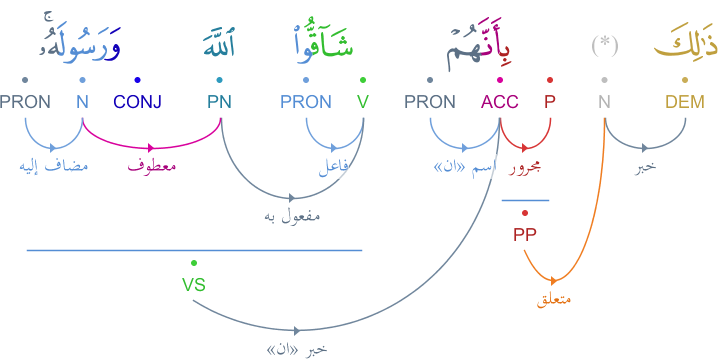 ذَٰلِكَ (*) بِأَنَّهُمْ شَآقُّوا۟ ٱللَّهَ وَرَسُولَهُۥ ۚ
DEM N P ACC PRON V PRON PN CONJ N PRON
خبر مجرور اسم «ان» فاعل معطوف مضاف إليه
مفعول به
PP
VS
متعلق
خبر «ان»